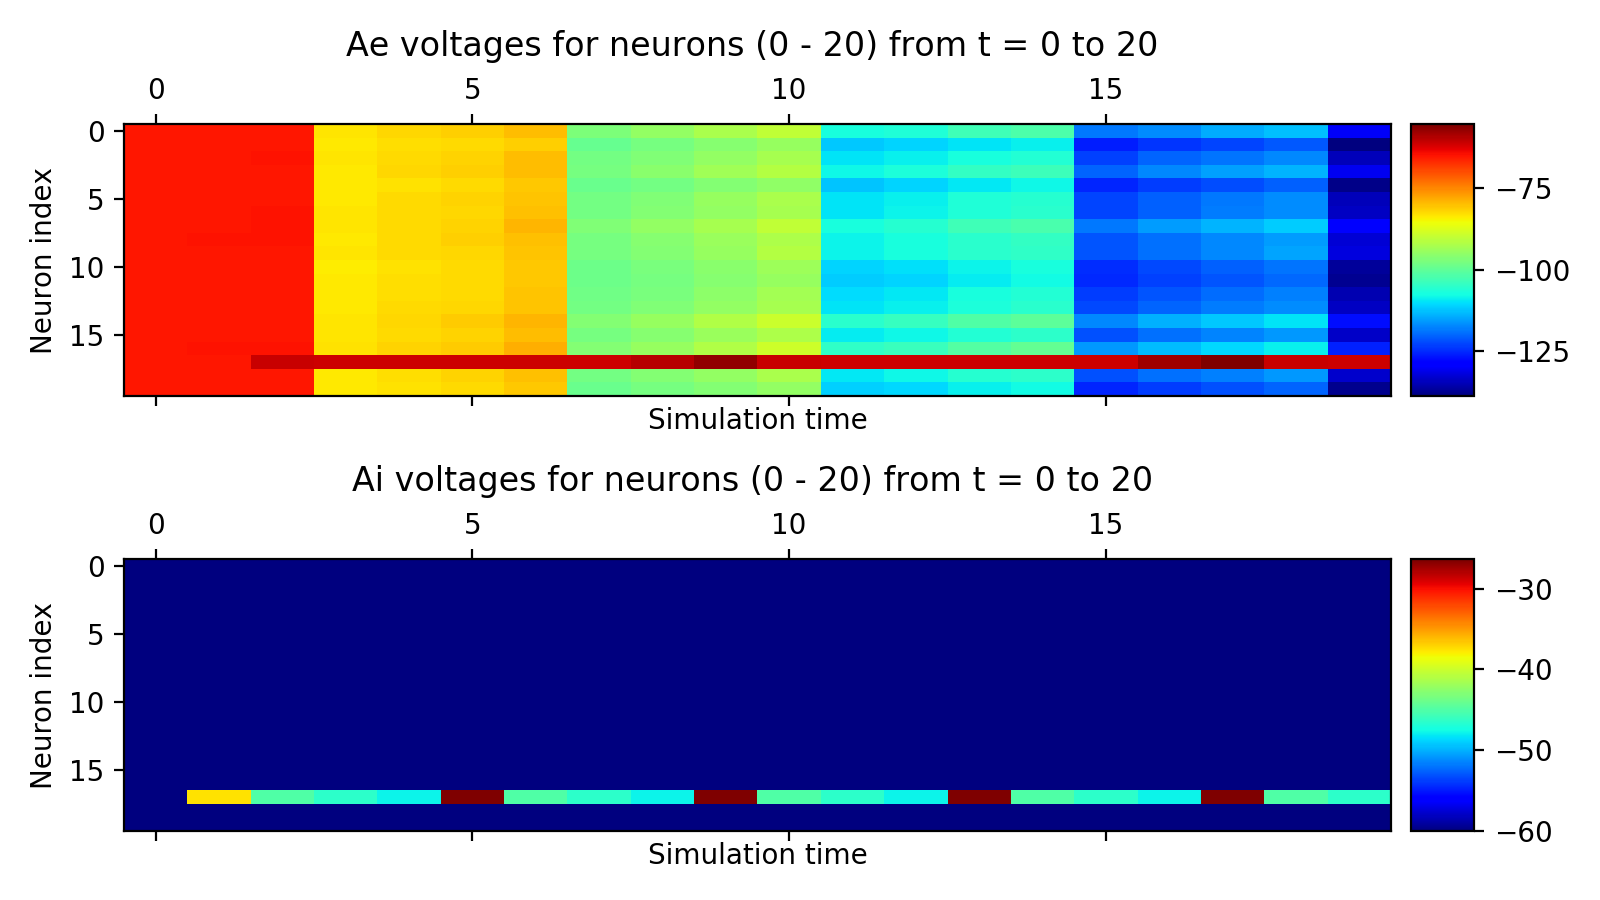 Ae voltages for neurons (0 - 20) from t = 0 to 20
0 5 10 15
Neuron index
0
5
10
15
Simulation time
−75
−100
−125
Ai voltages for neurons (0 - 20) from t = 0 to 20
0 5 10 15
Neuron index
0
5
10
15
Simulation time
−30
−40
−50
−60